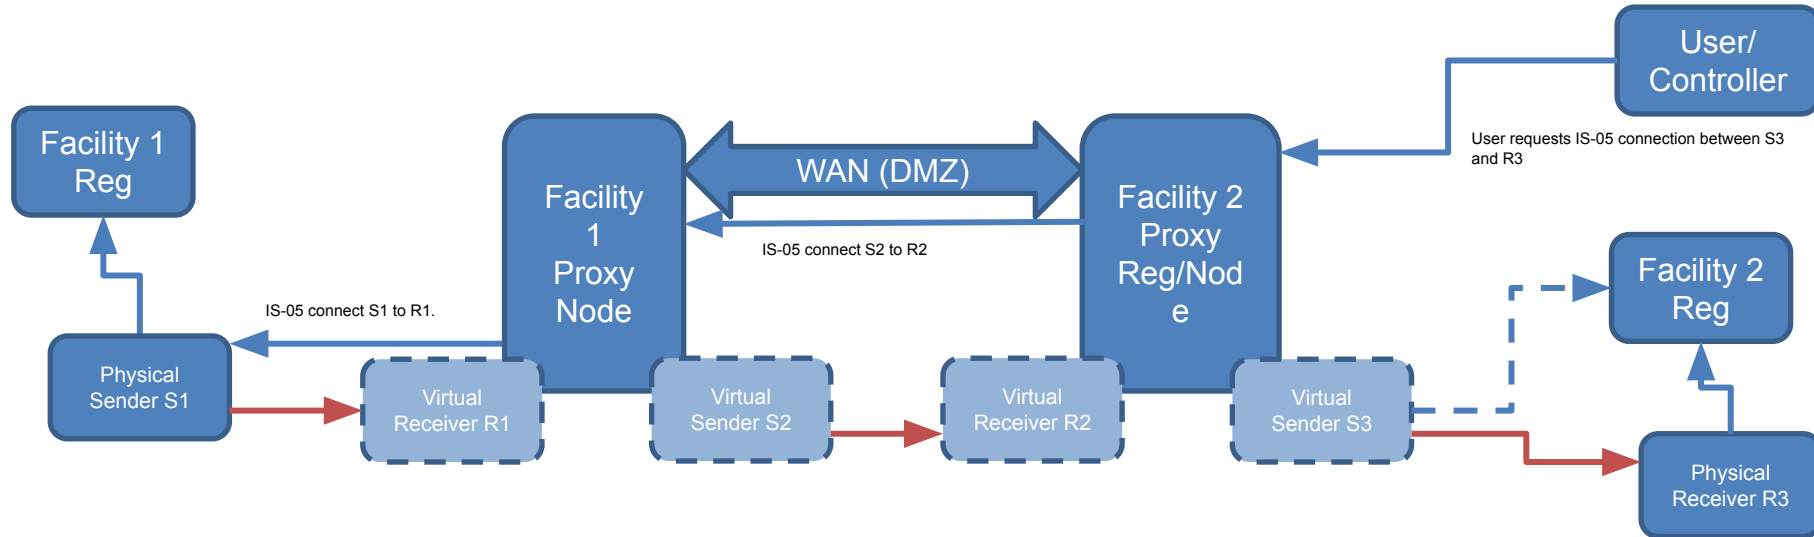 User/
Controller
Facility 1
Reg
User requests IS-05 connection between S3
and R3
WAN (DMZ)
Facility
1
Proxy
Node
Facility 2
Proxy
Reg/Nod
e
IS-05 connect S2 to R2
Facility 2
Reg
IS-05 connect S1 to R1.
Physical
Sender S1
Virtual
Receiver R1
Virtual
Sender S2
Virtual
Receiver R2
Virtual
Sender S3
Physical
Receiver R3